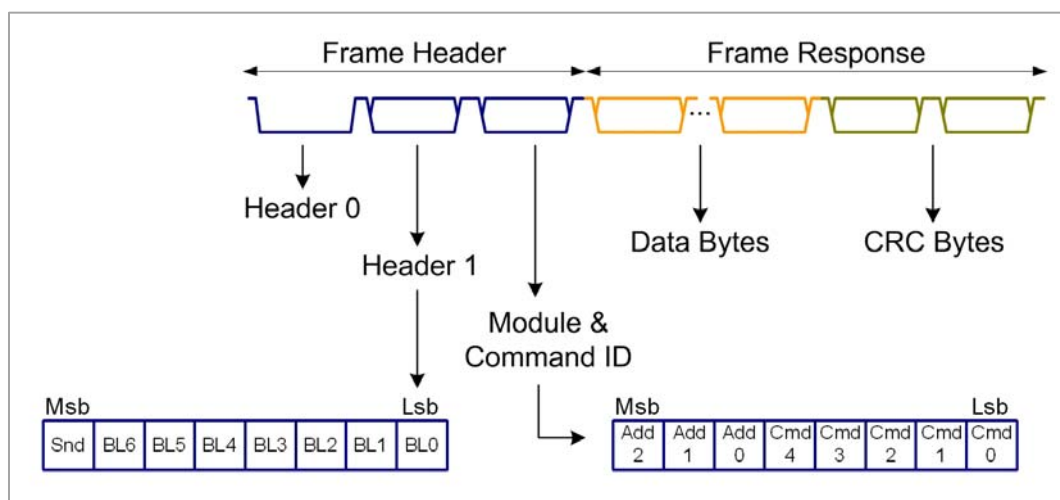 Frame Header Frame Response
...
Header 0
Header 1
Data Bytes CRC Bytes
Module &
Command ID
Msb Lsb
Snd BL6 BL5 BL4 BL3 BL2 BL1 BL0
Msb Lsb
Add Add Add Cmd Cmd Cmd Cmd Cmd
2 1 0 4 3 2 1 0